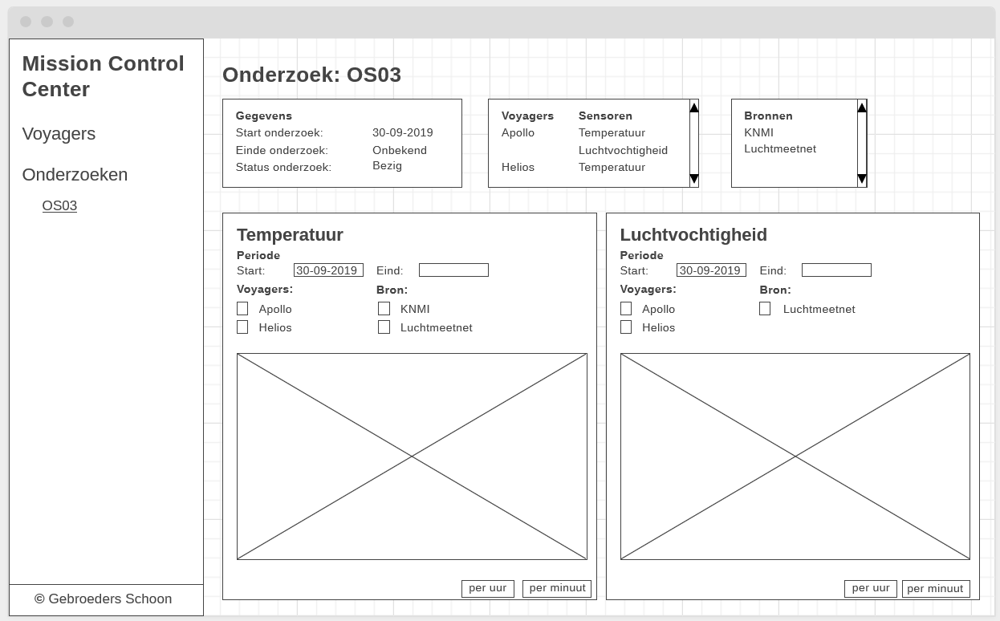 Mission Control
Center
Voyagers
Onderzoeken
OS03
© Gebroeders Schoon
Onderzoek: OS03
Gegevens
Start onderzoek: 30-09-2019
Einde onderzoek: Onbekend
Status onderzoek: Bezig
Voyagers Sensoren
Apollo Temperatuur
Luchtvochtigheid
Helios Temperatuur
Bronnen
KNMI
Luchtmeetnet
Temperatuur
Periode
Start: 30-09-2019 Eind:
Voyagers: Bron:
Apollo KNMI
Helios Luchtmeetnet
per uur per minuut
Luchtvochtigheid
Periode
Start: 30-09-2019 Eind:
Voyagers: Bron:
Apollo Luchtmeetnet
Helios
per uur per minuut